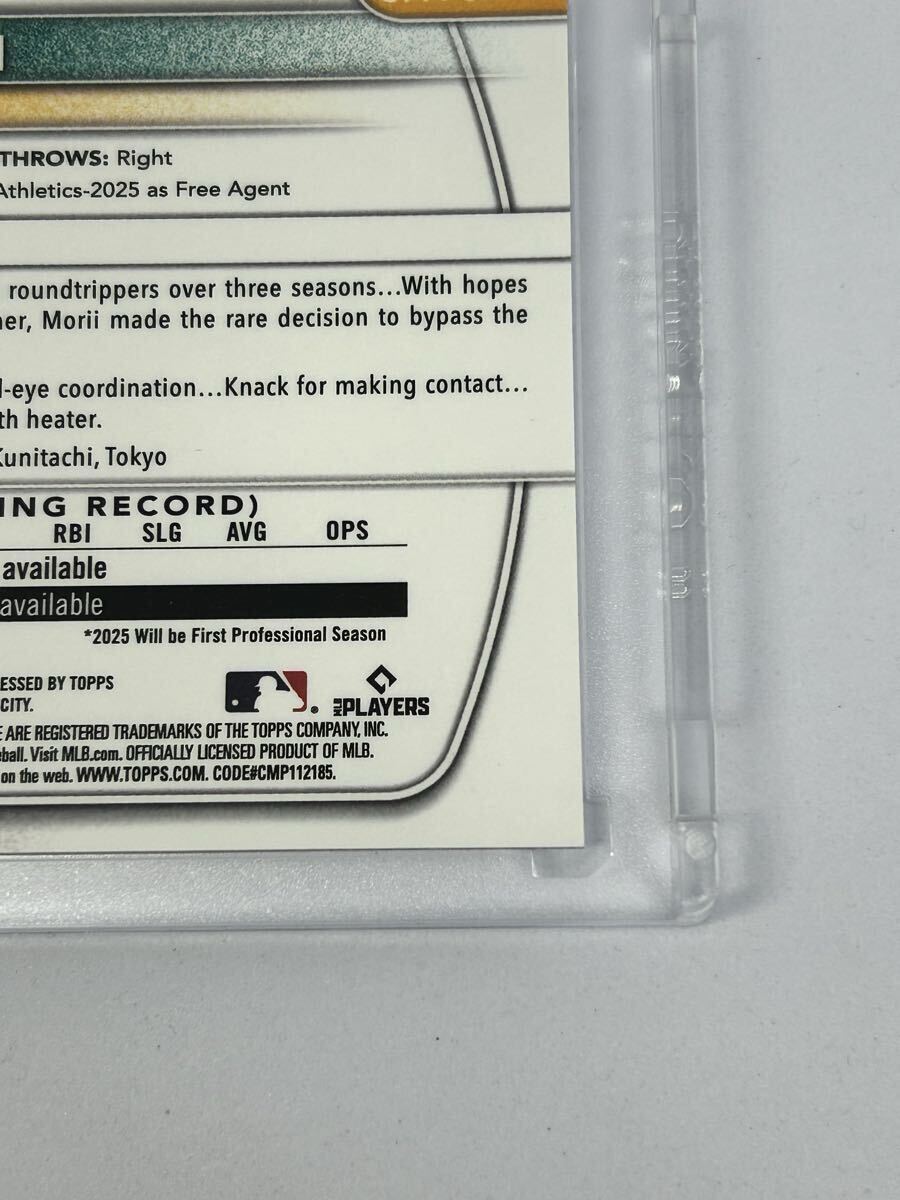 THROWS: Right
Athletics-2025 as Free Agent
roundtrippers over three seasons...With hopes
her, Morii made the rare decision to bypass the
d-eye coordination...Knack for making contact...
th heater.
Kunitachi, Tokyo
ING RECORD)
RBI SLG AVG OPS
available
available
*2025 Will be First Professional Season
ESSED BY TOPPS
CITY.
MLB PLAYERS
E ARE REGISTERED TRADEMARKS OF THE TOPPS COMPANY, INC.
eball. Visit MLB.com. OFFICIALLY LICENSED PRODUCT OF MLB.
on the web. WWW.TOPPS.COM. CODE#CMP112185.